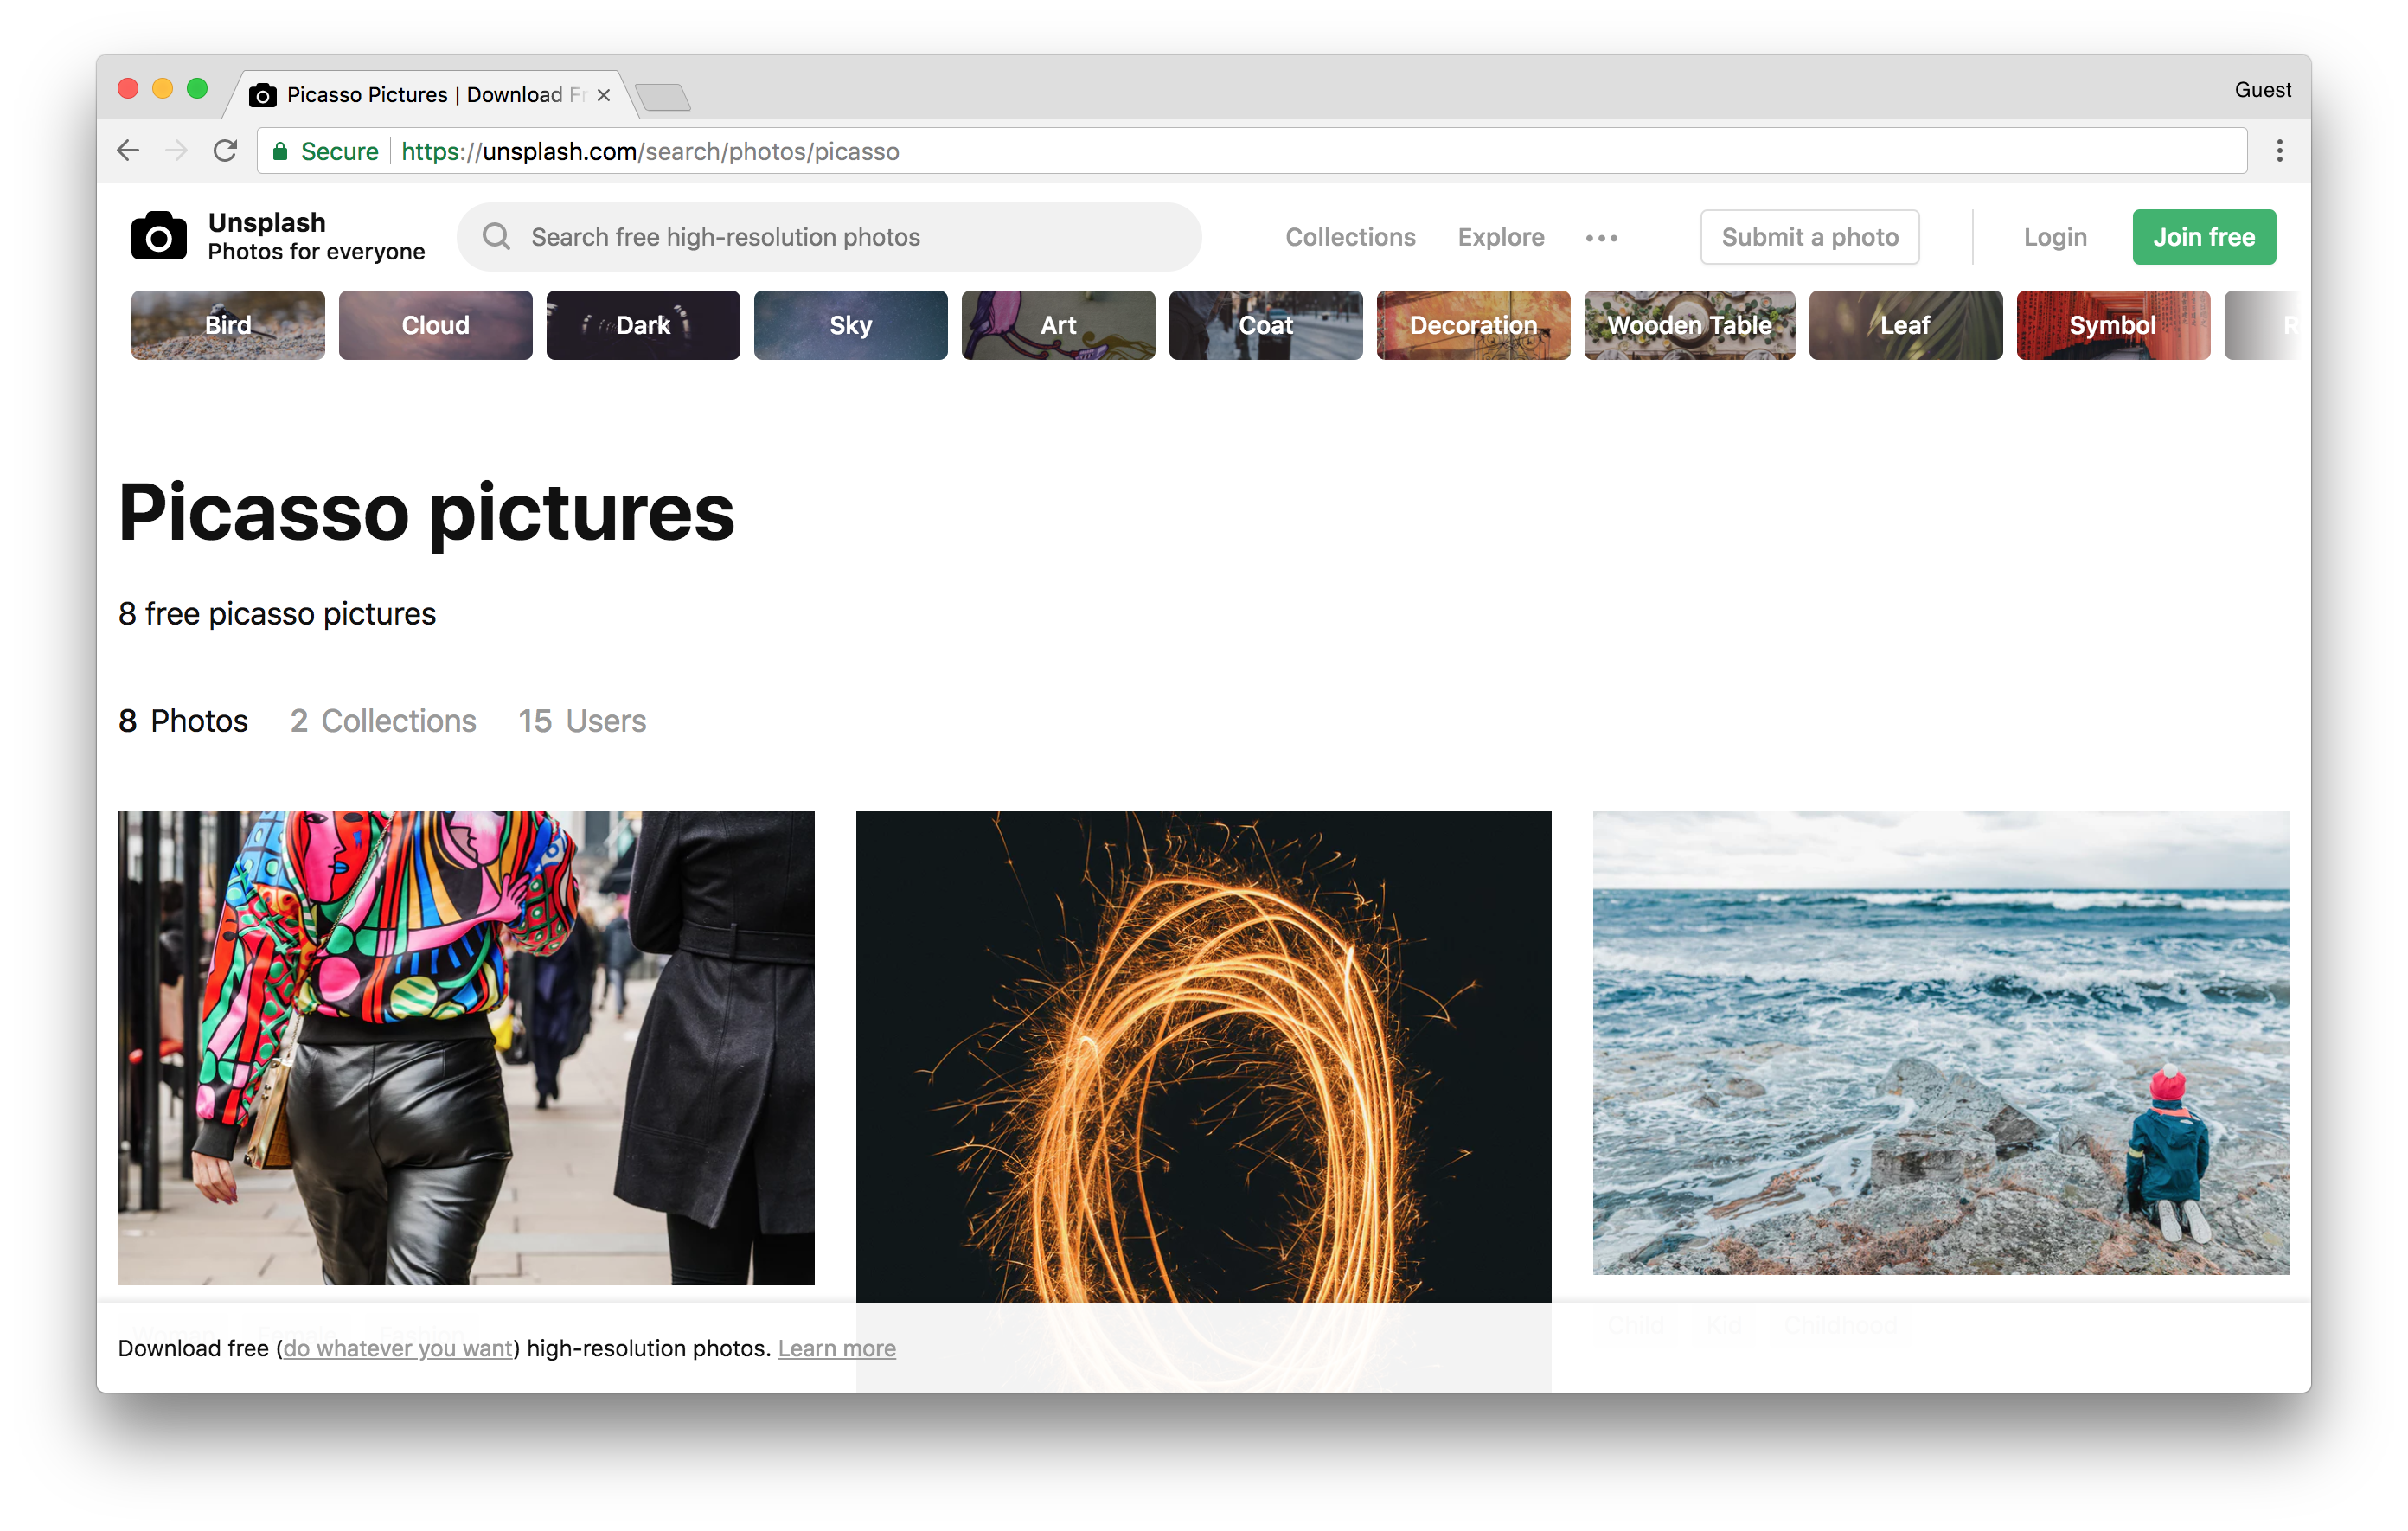 Picasso Pictures | Download Fr
Guest
Secure https://unsplash.com/search/photos/picasso
Unsplash
Photos for everyone
Search free high-resolution photos
Collections Explore Submit a photo Login Join free
Bird Cloud Dark Sky Art Coat Decoration Wooden Table Leaf Symbol R
Picasso pictures
8 free picasso pictures
8 Photos 2 Collections 15 Users
Child Kid Childhood
Download free (do whatever you want) high-resolution photos. Learn more